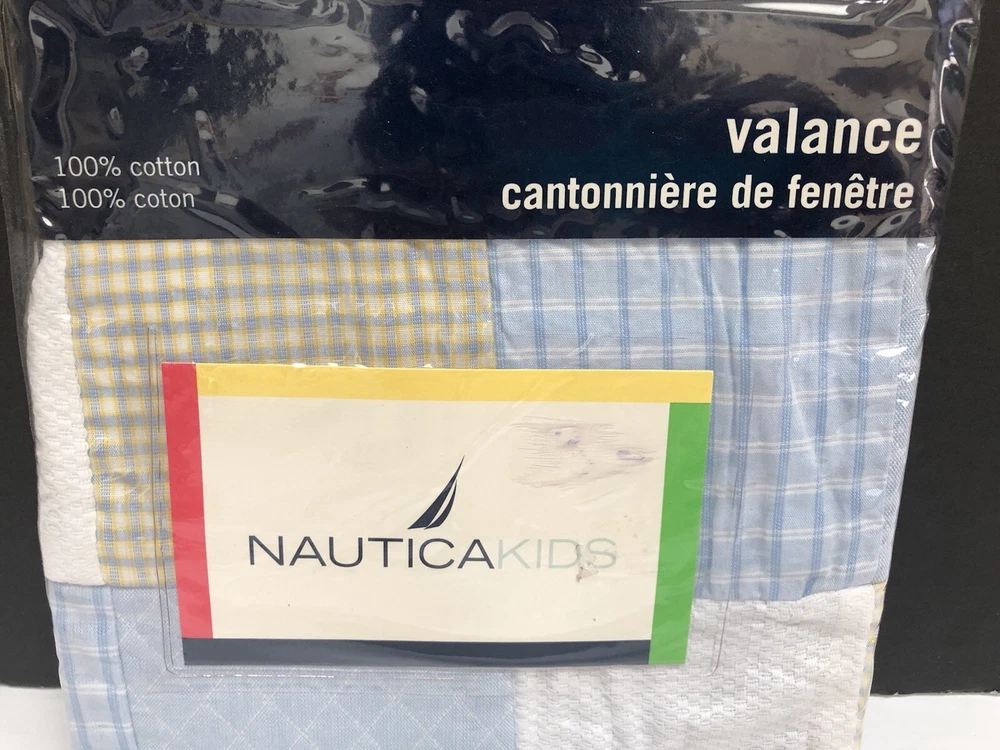 valance
cantonnière de fenêtre
100% cotton
100% coton
NAUTICAKIDS